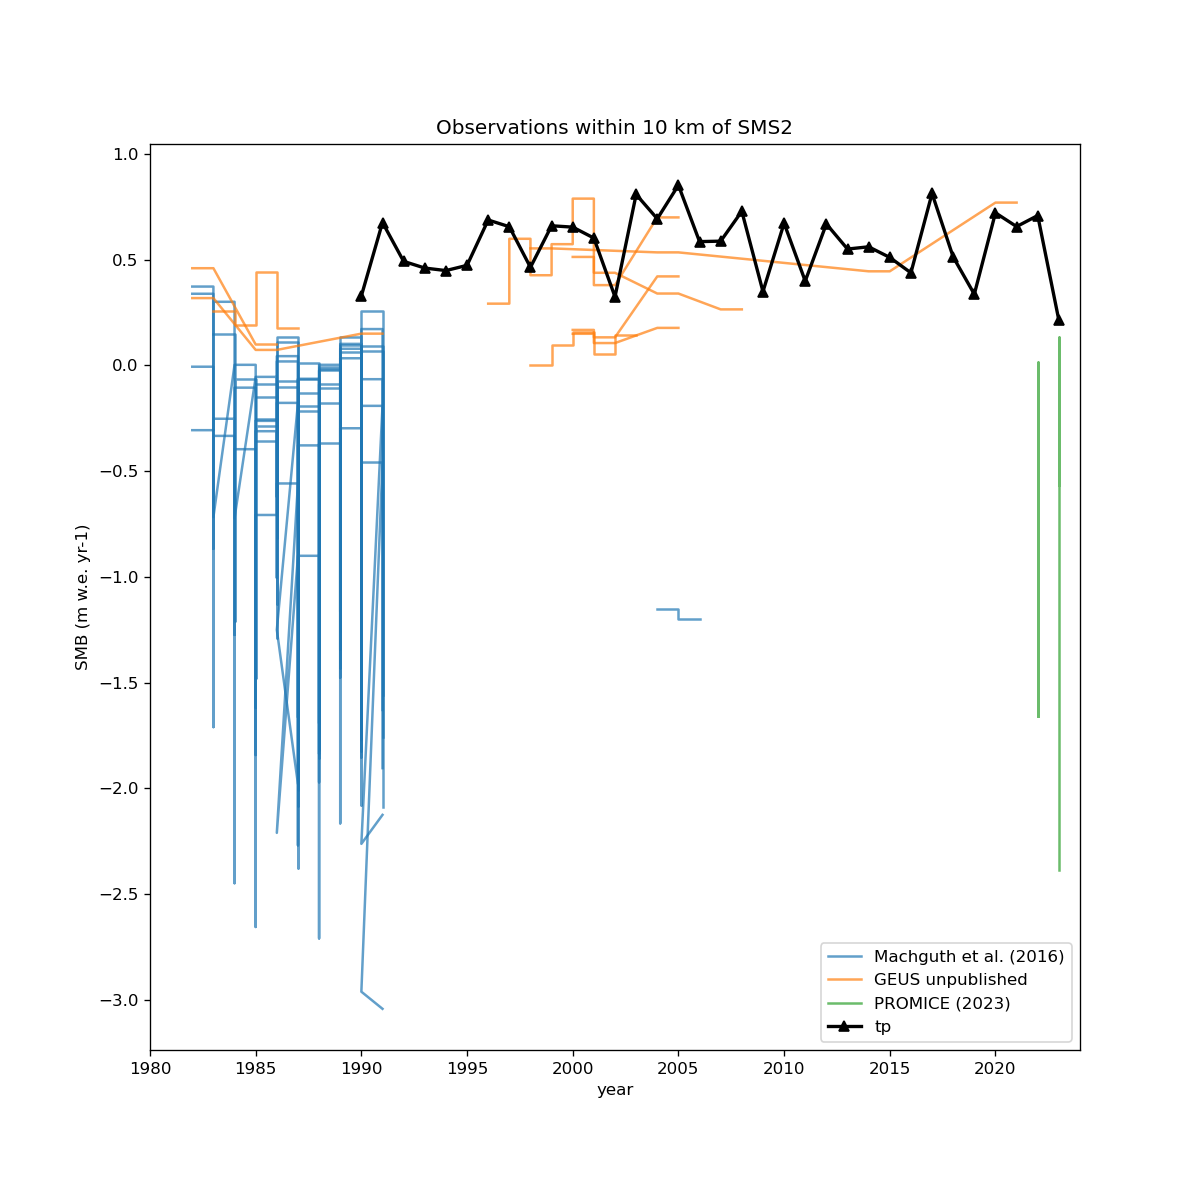 Observations within 10 km of SMS2
1.0
0.5
0.0
−0.5
−1.0
−1.5
−2.0
−2.5
−3.0
SMB (m w.e. yr-1)
1980
1985
1990
1995
2000
2005
2010
2015
2020
year
Machguth et al. (2016)
GEUS unpublished
PROMICE (2023)
tp